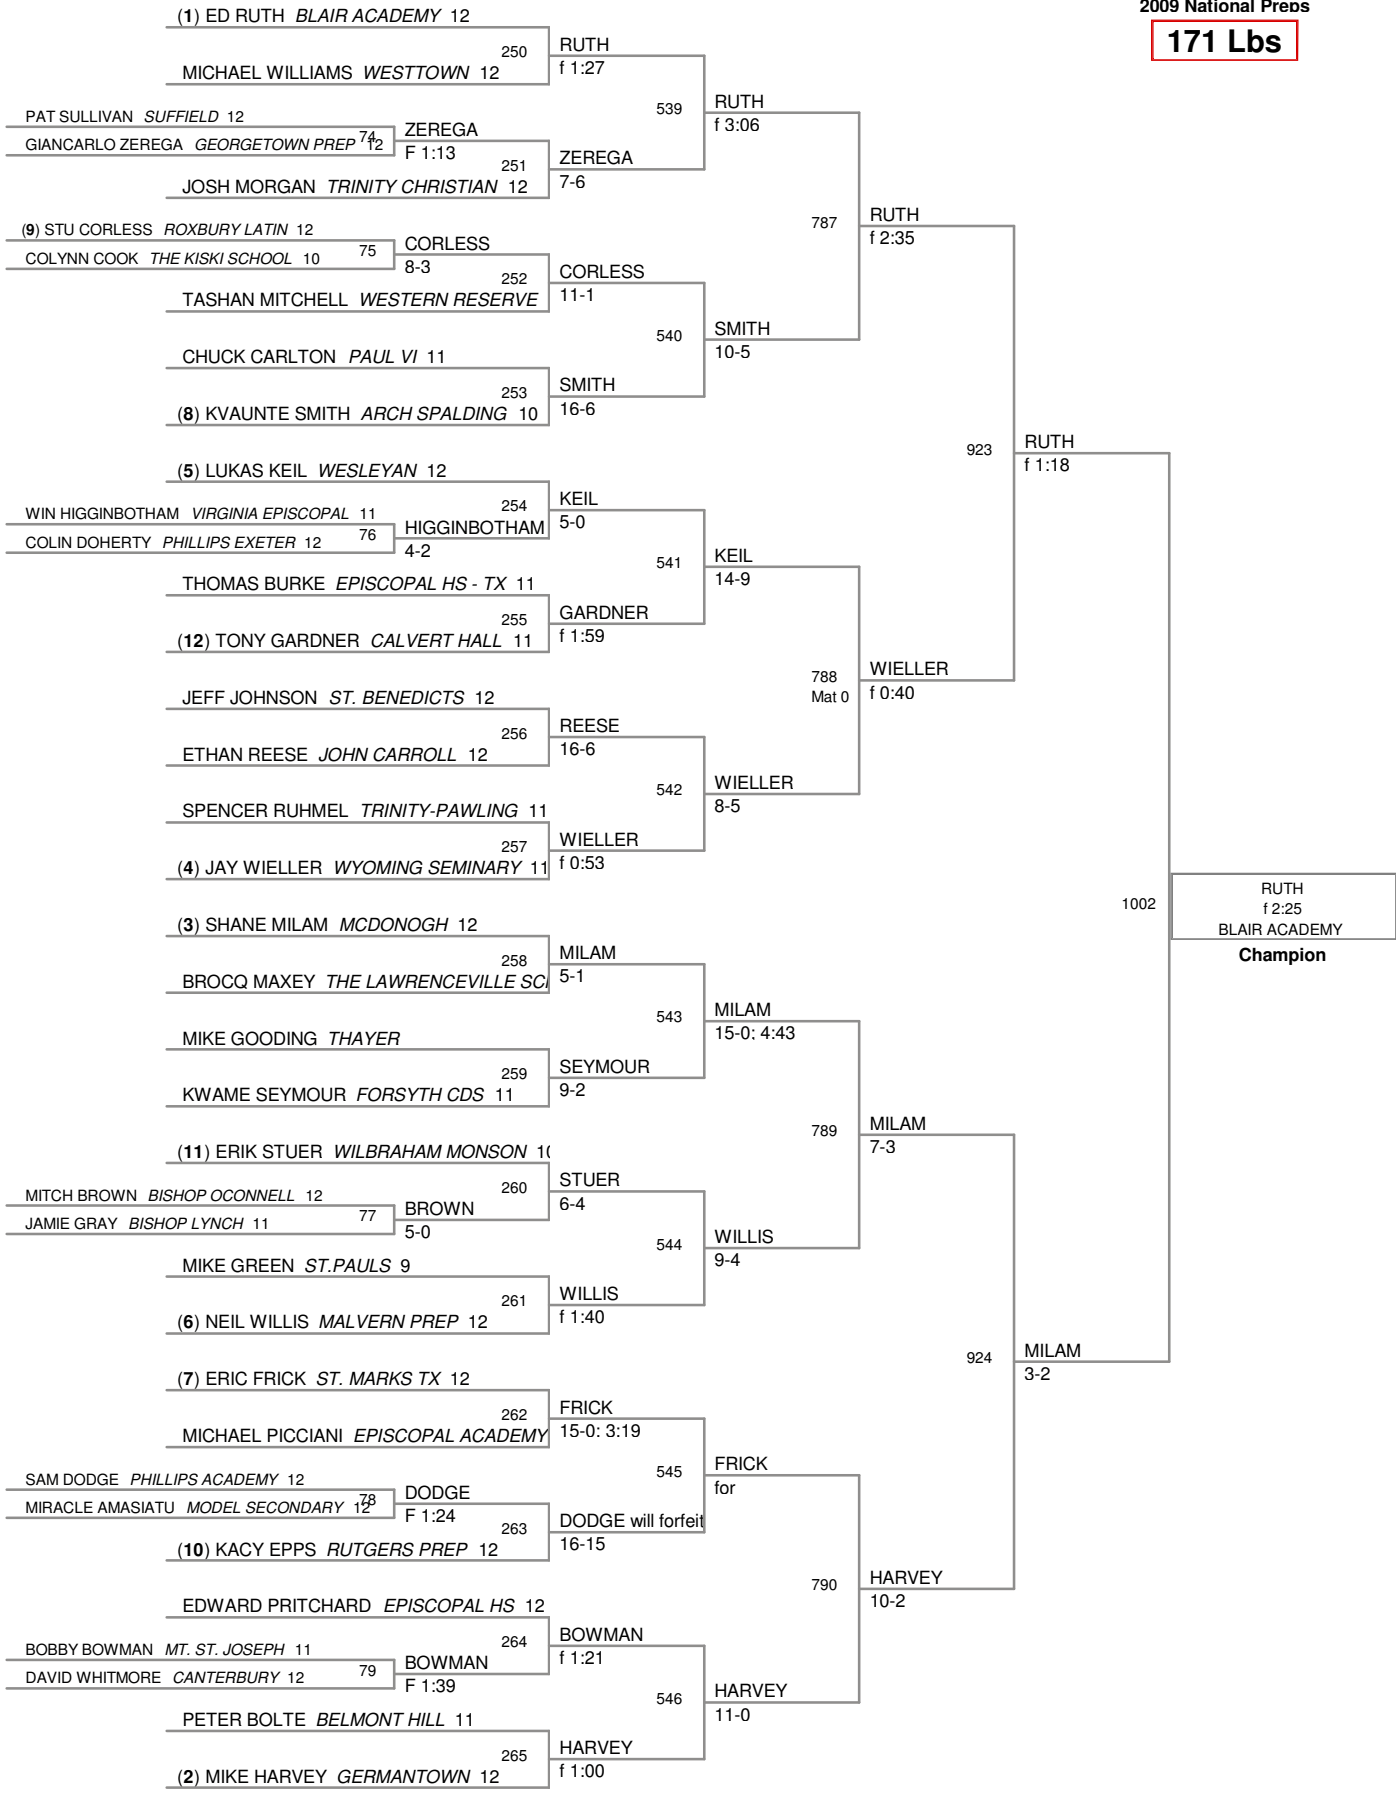 2009 National Preps
171 Lbs
(1) ED RUTH BLAIR ACADEMY 12
250
RUTH
f 1:27
MICHAEL WILLIAMS WESTTOWN 12
539
RUTH
f 3:06
PAT SULLIVAN SUFFIELD 12
GIANCARLO ZEREGA GEORGETOWN PREP 12
74
ZEREGA
F 1:13
251
ZEREGA
7-6
JOSH MORGAN TRINITY CHRISTIAN 12
787
RUTH
f 2:35
(9) STU CORLESS ROXBURY LATIN 12
COLYNN COOK THE KISKI SCHOOL 10
75
CORLESS
8-3
252
CORLESS
11-1
TASHAN MITCHELL WESTERN RESERVE
540
SMITH
10-5
CHUCK CARLTON PAUL VI 11
253
SMITH
16-6
(8) KVAUNTE SMITH ARCH SPALDING 10
923
RUTH
f 1:18
(5) LUKAS KEIL WESLEYAN 12
254
KEIL
5-0
WIN HIGGINBOTHAM VIRGINIA EPISCOPAL 11
COLIN DOHERTY PHILLIPS EXETER 12
76
HIGGINBOTHAM
4-2
541
KEIL
14-9
THOMAS BURKE EPISCOPAL HS - TX 11
255
GARDNER
f 1:59
(12) TONY GARDNER CALVERT HALL 11
788
Mat 0
WIELLER
f 0:40
JEFF JOHNSON ST. BENEDICTS 12
256
REESE
16-6
ETHAN REESE JOHN CARROLL 12
542
WIELLER
8-5
SPENCER RUHMEL TRINITY-PAWLING 11
257
WIELLER
f 0:53
(4) JAY WIELLER WYOMING SEMINARY 11
1002
RUTH
f 2:25
BLAIR ACADEMY
Champion
(3) SHANE MILAM MCDONOGH 12
258
MILAM
5-1
BROCQ MAXEY THE LAWRENCEVILLE SC
543
MILAM
15-0; 4:43
MIKE GOODING THAYER
259
SEYMOUR
9-2
KWAME SEYMOUR FORSYTH CDS 11
789
MILAM
7-3
(11) ERIK STUER WILBRAHAM MONSON 10
260
STUER
6-4
MITCH BROWN BISHOP OCONNELL 12
JAMIE GRAY BISHOP LYNCH 11
77
BROWN
5-0
544
WILLIS
9-4
MIKE GREEN ST.PAULS 9
261
WILLIS
f 1:40
(6) NEIL WILLIS MALVERN PREP 12
924
MILAM
3-2
(7) ERIC FRICK ST. MARKS TX 12
262
FRICK
15-0; 3:19
MICHAEL PICCIANI EPISCOPAL ACADEMY
545
FRICK
for
SAM DODGE PHILLIPS ACADEMY 12
MIRACLE AMASIATU MODEL SECONDARY 12
78
DODGE
F 1:24
263
DODGE will forfeit
16-15
(10) KACY EPPS RUTGERS PREP 12
790
HARVEY
10-2
EDWARD PRITCHARD EPISCOPAL HS 12
264
BOWMAN
f 1:21
BOBBY BOWMAN MT. ST. JOSEPH 11
DAVID WHITMORE CANTERBURY 12
79
BOWMAN
F 1:39
546
HARVEY
11-0
PETER BOLTE BELMONT HILL 11
265
HARVEY
f 1:00
(2) MIKE HARVEY GERMANTOWN 12